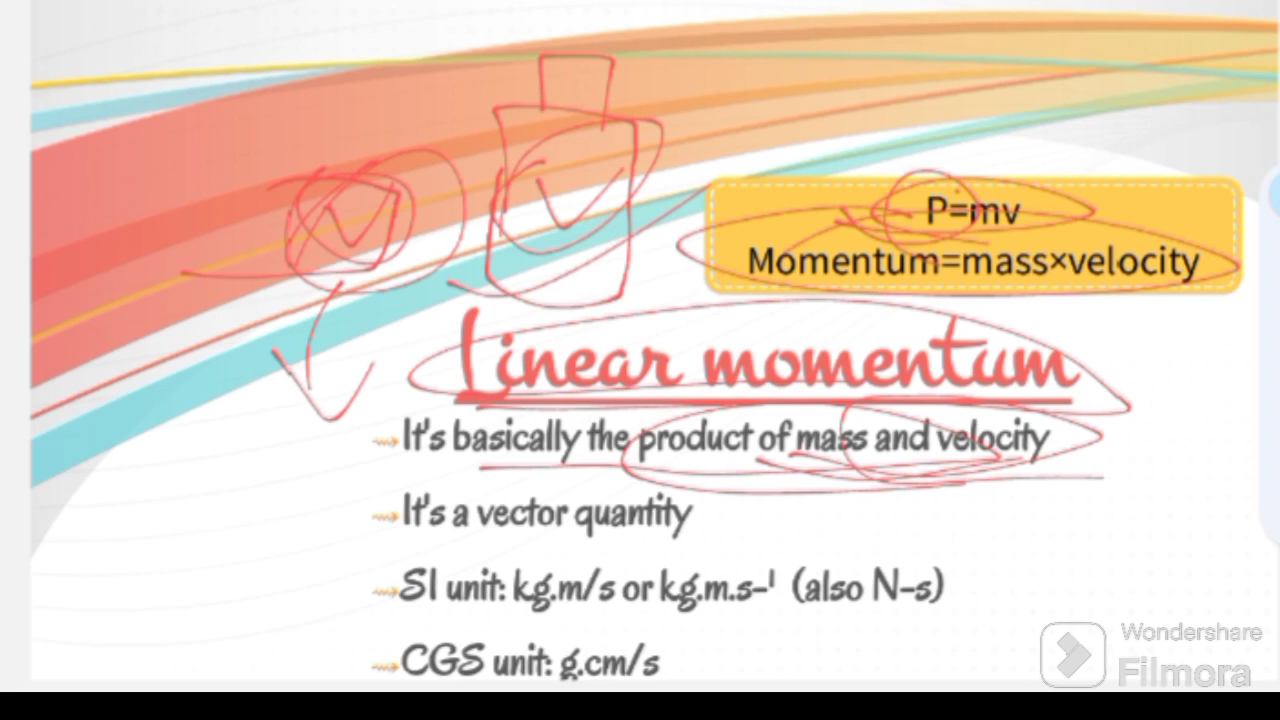 P=mv
Momentum=mass×velocity
Linear momentum
It's basically the product of mass and velocity
It's a vector quantity
SI unit: kg.m/s or kg.m.s-¹ (also N-s)
CGS unit: g.cm/s
Wondershare
Filmora